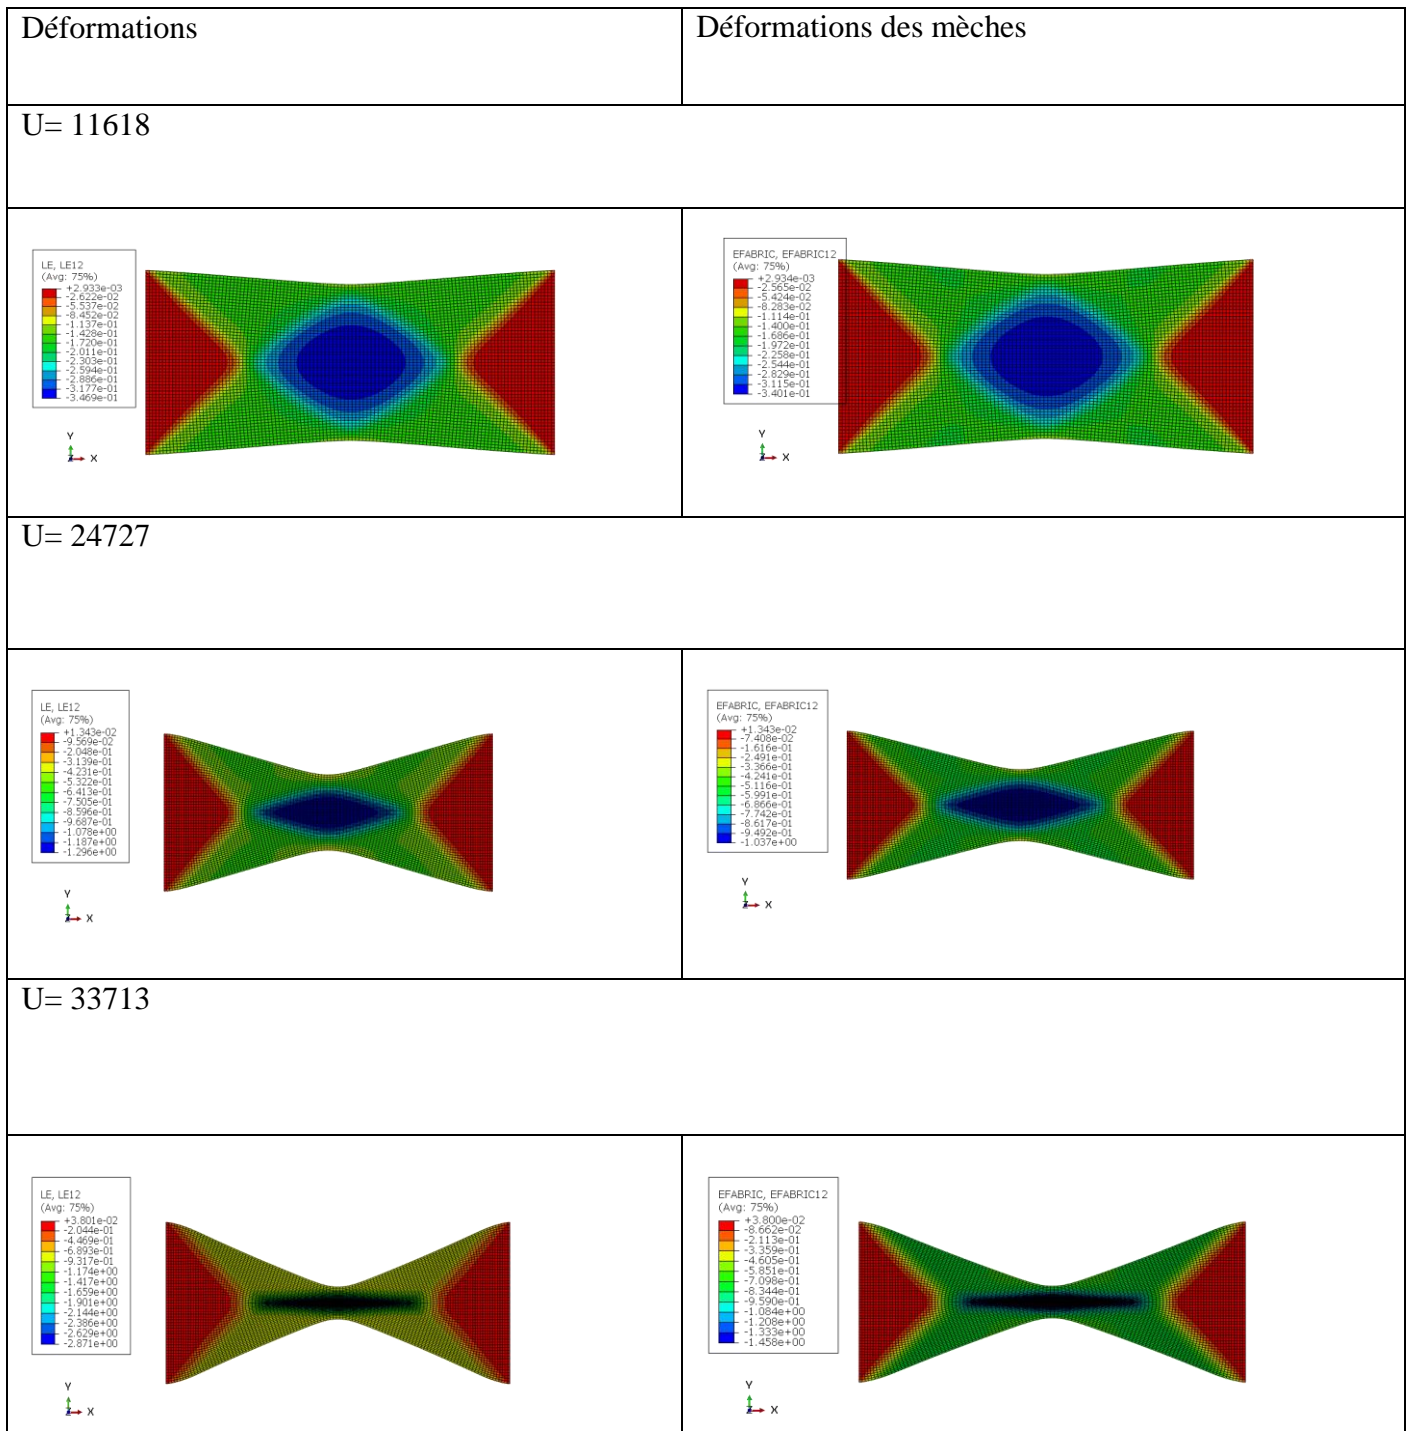 Déformations
Déformations des mèches
U= 11618
LE, LE12
(Avg: 75%)
+2.933e-03
-2.622e-02
-5.537e-02
-8.452e-02
-1.137e-01
-1.428e-01
-1.720e-01
-2.011e-01
-2.303e-01
-2.594e-01
-2.886e-01
-3.177e-01
-3.469e-01
Y
Z
X
EFABRIC, EFABRIC12
(Avg: 75%)
+2.934e-03
-2.565e-02
-5.424e-02
-8.283e-02
-1.114e-01
-1.400e-01
-1.686e-01
-1.972e-01
-2.258e-01
-2.544e-01
-2.829e-01
-3.115e-01
-3.401e-01
Y
Z
X
U= 24727
LE, LE12
(Avg: 75%)
+1.343e-02
-9.569e-02
-2.048e-01
-3.139e-01
-4.231e-01
-5.322e-01
-6.413e-01
-7.505e-01
-8.596e-01
-9.687e-01
-1.078e+00
-1.187e+00
-1.296e+00
Y
Z
X
EFABRIC, EFABRIC12
(Avg: 75%)
+1.343e-02
-7.408e-02
-1.616e-01
-2.491e-01
-3.366e-01
-4.241e-01
-5.116e-01
-5.991e-01
-6.866e-01
-7.742e-01
-8.617e-01
-9.492e-01
-1.037e+00
Y
Z
X
U= 33713
LE, LE12
(Avg: 75%)
+3.801e-02
-2.044e-01
-4.469e-01
-6.893e-01
-9.317e-01
-1.174e+00
-1.417e+00
-1.659e+00
-1.901e+00
-2.144e+00
-2.386e+00
-2.629e+00
-2.871e+00
Y
Z
X
EFABRIC, EFABRIC12
(Avg: 75%)
+3.800e-02
-8.662e-02
-2.113e-01
-3.359e-01
-4.605e-01
-5.851e-01
-7.098e-01
-8.344e-01
-9.590e-01
-1.084e+00
-1.208e+00
-1.333e+00
-1.458e+00
Y
Z
X